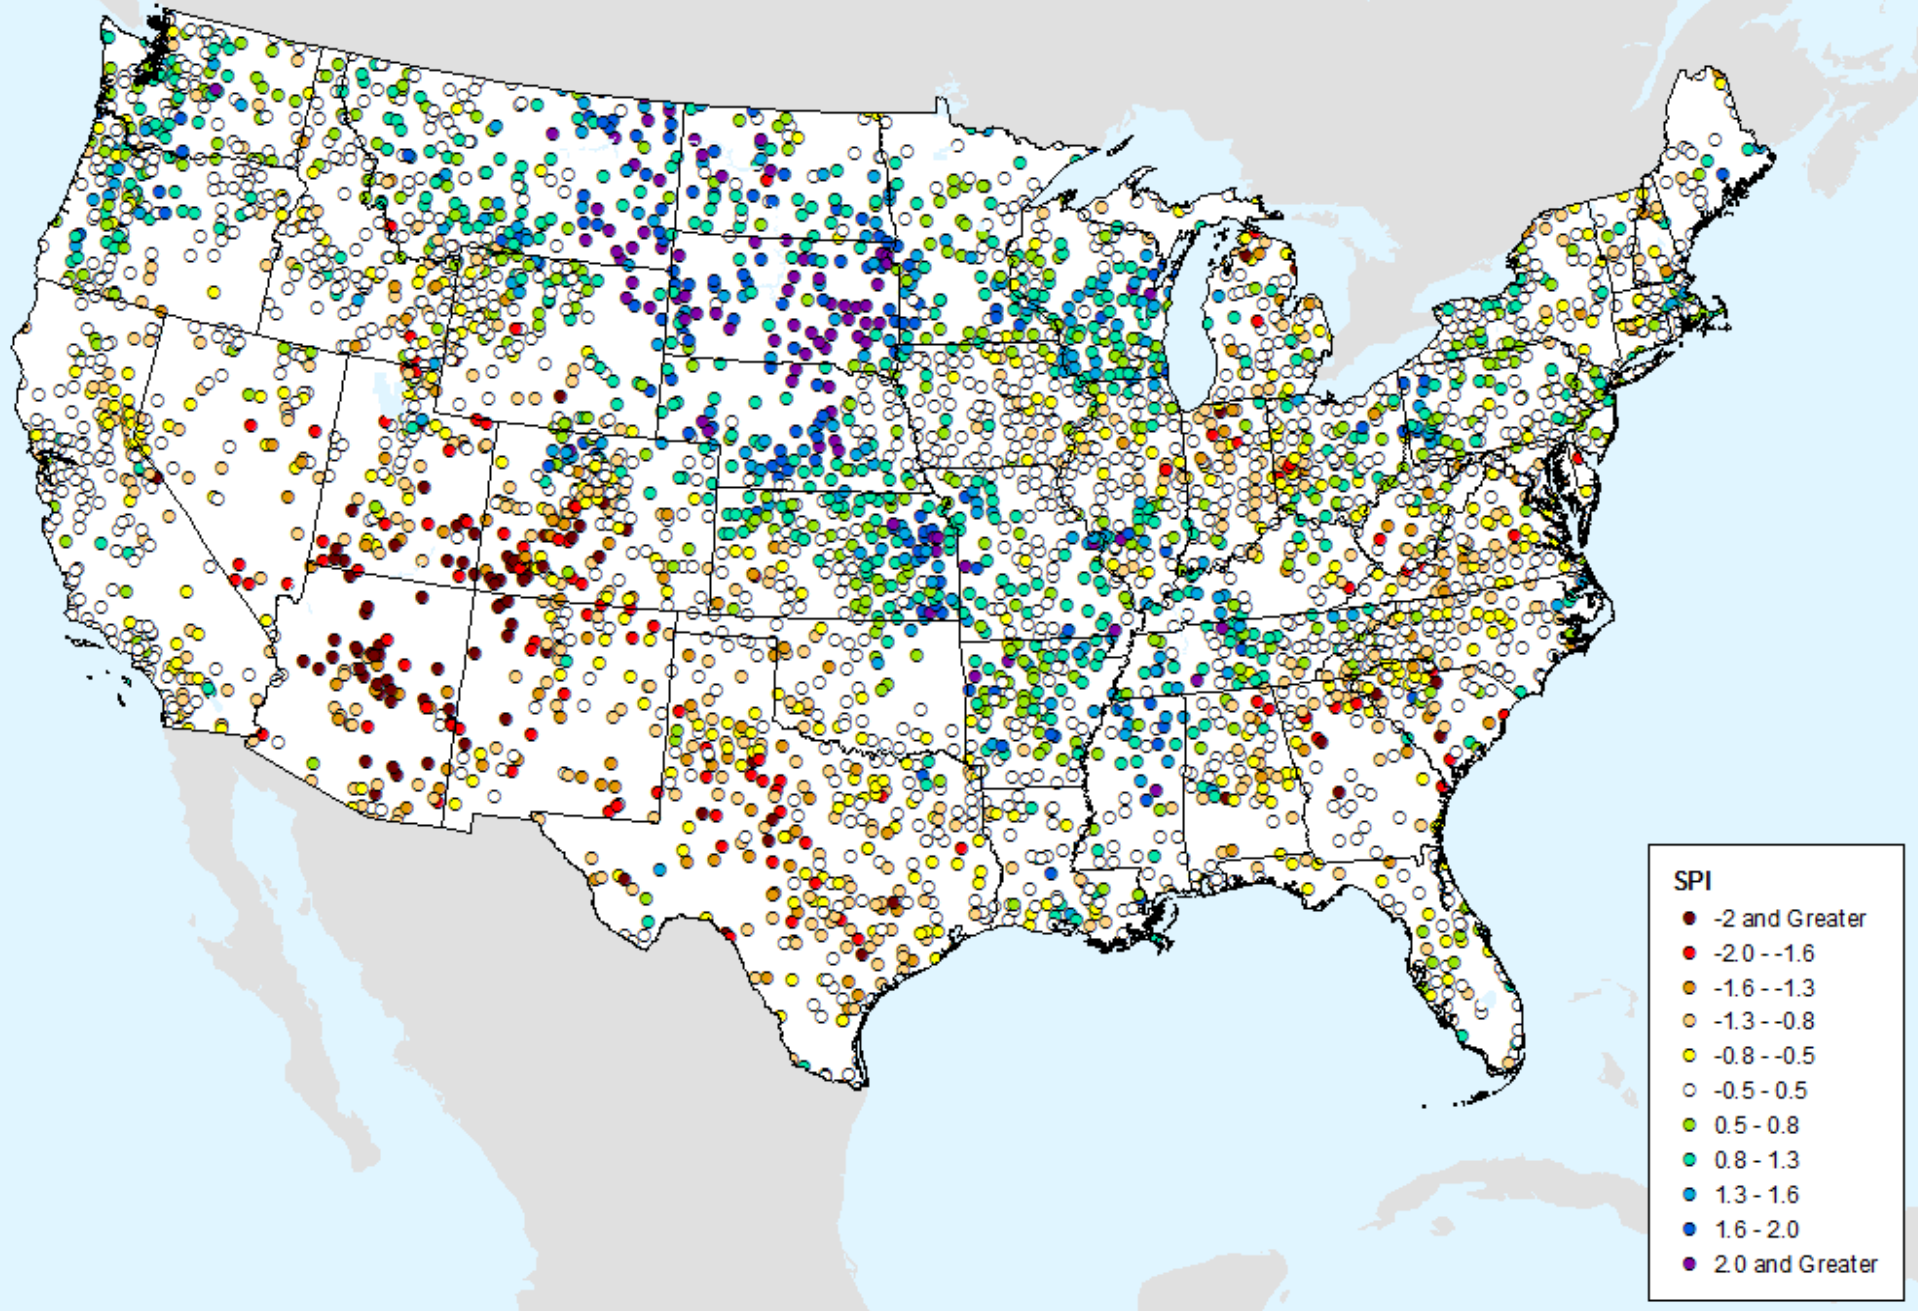 SPI
-2 and Greater
-2.0 - -1.6
-1.6 - -1.3
-1.3 - -0.8
-0.8 - -0.5
-0.5 - 0.5
0.5 - 0.8
0.8 - 1.3
1.3 - 1.6
1.6 - 2.0
2.0 and Greater